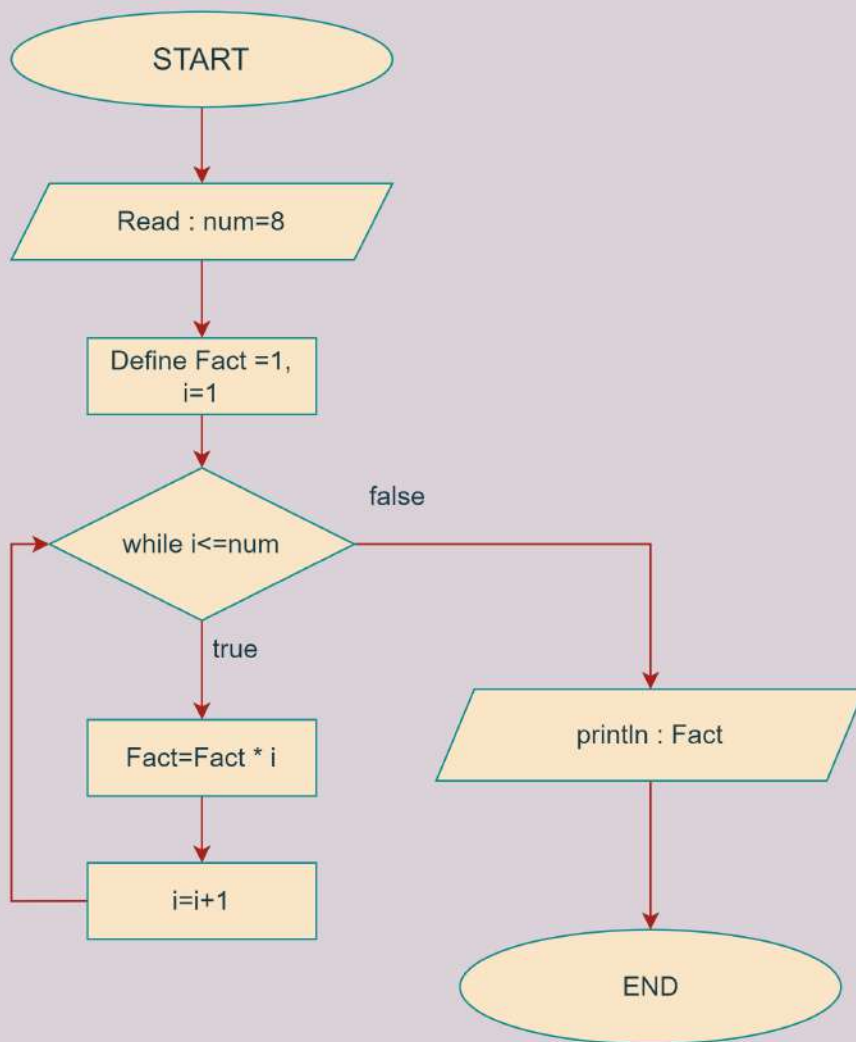 START
Read : num=8
Define Fact =1,
i=1
false
while i<=num
true
Fact=Fact * i
println : Fact
i=i+1
END